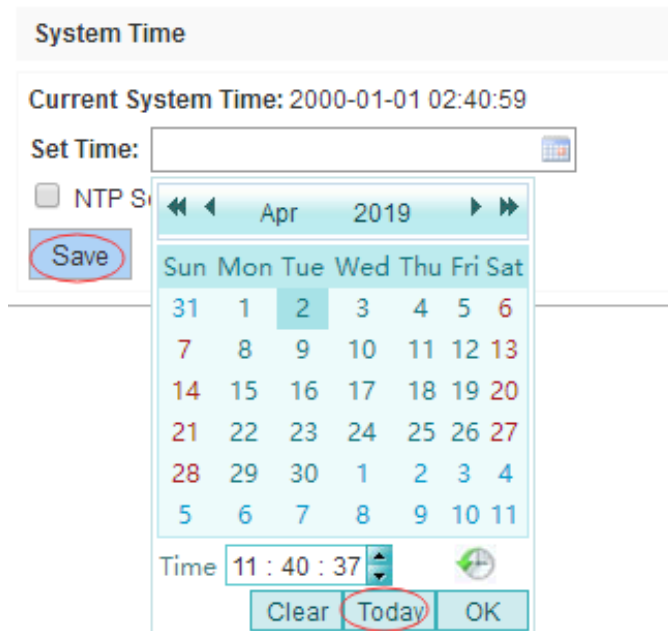 System Time
Current System Time: 2000-01-01 02:40:59
Set Time:
NTP S
Save
Apr 2019
Sun Mon Tue Wed Thu Fri Sat
31 1 2 3 4 5 6
7 8 9 10 11 12 13
14 15 16 17 18 19 20
21 22 23 24 25 26 27
28 29 30 1 2 3 4
5 6 7 8 9 10 11
Time 11 : 40 : 37
Clear Today OK